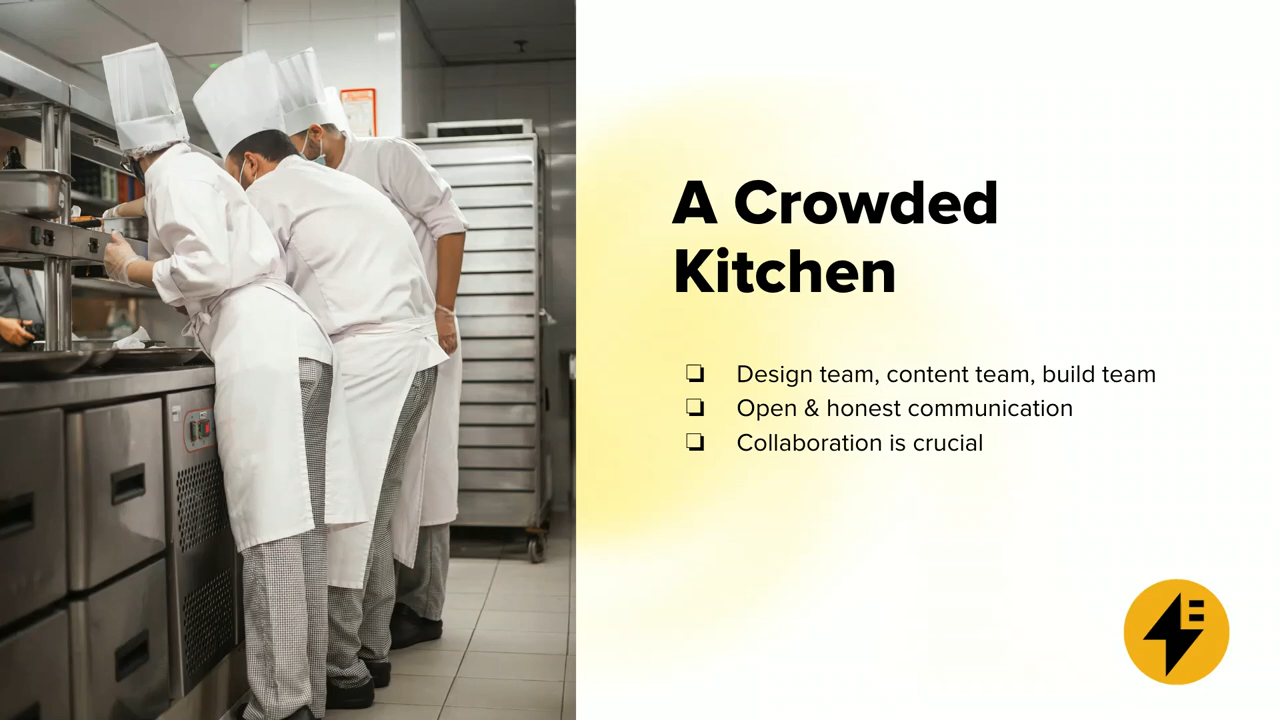 A Crowded
Kitchen
❏ Design team, content team, build team
❏ Open & honest communication
❏ Collaboration is crucial
E